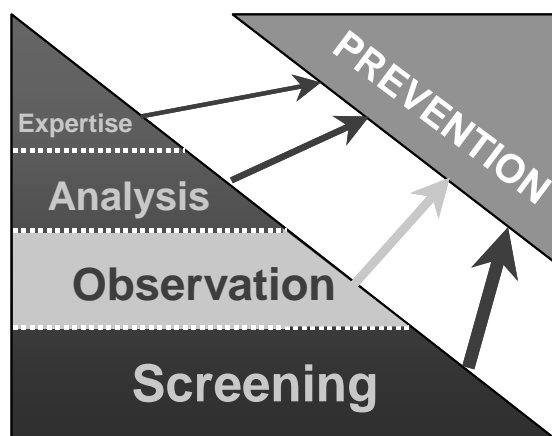 PREVENTION
Expertise
Analysis
Observation
Screening